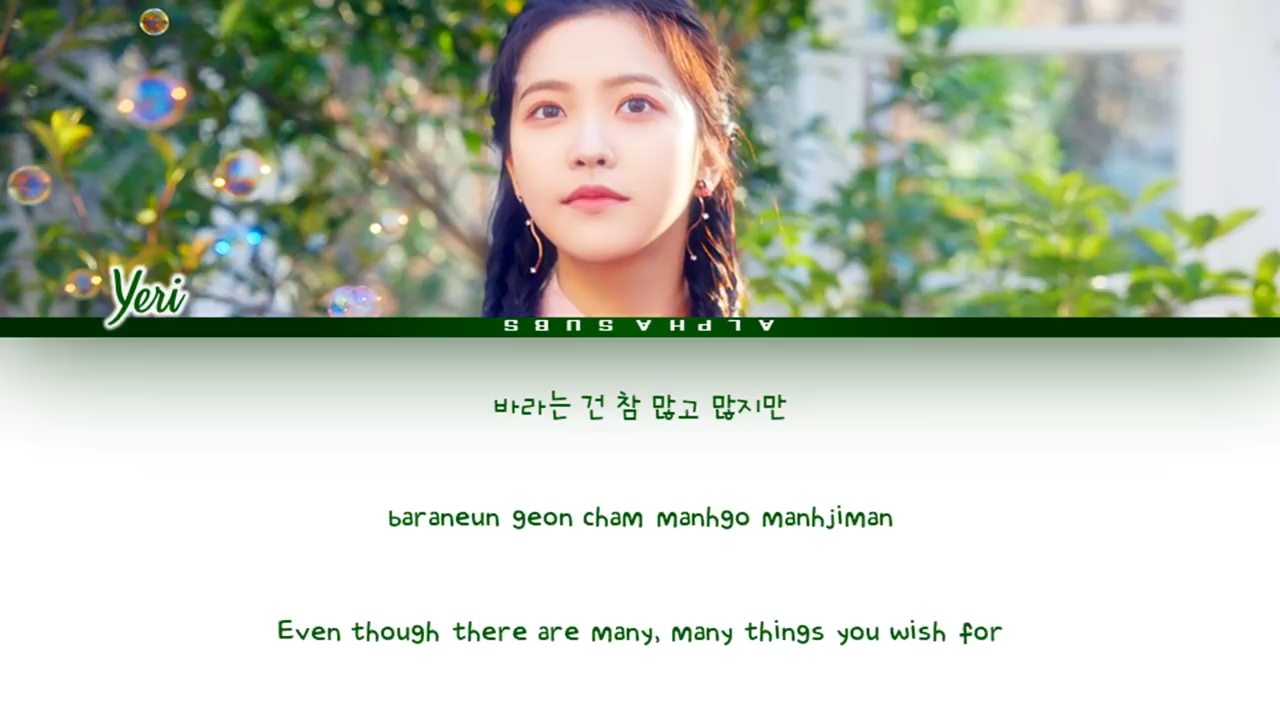 Yeri
ALPHASUBS
바라는 건 참 많고 많지만
baraneun geon cham manhgo manhjiman
Even though there are many, many things you wish for